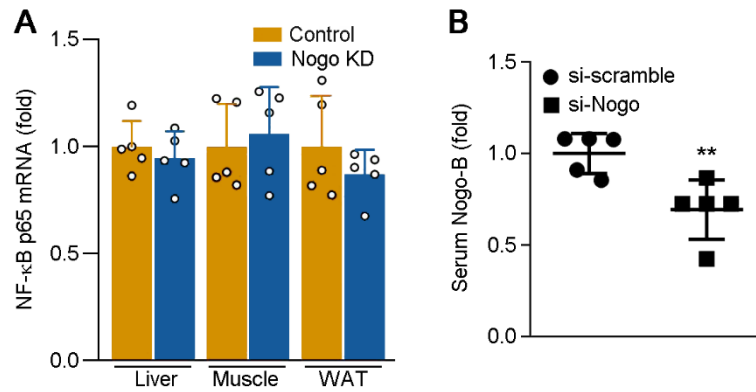 A
NF-κB p65 mRNA (fold)
1.5
1.0
0.5
0.0
Control
Nogo KD
Liver
Muscle
WAT
B
Serum Nogo-B (fold)
1.5
1.0
0.5
0.0
si-scramble
si-Nogo
**